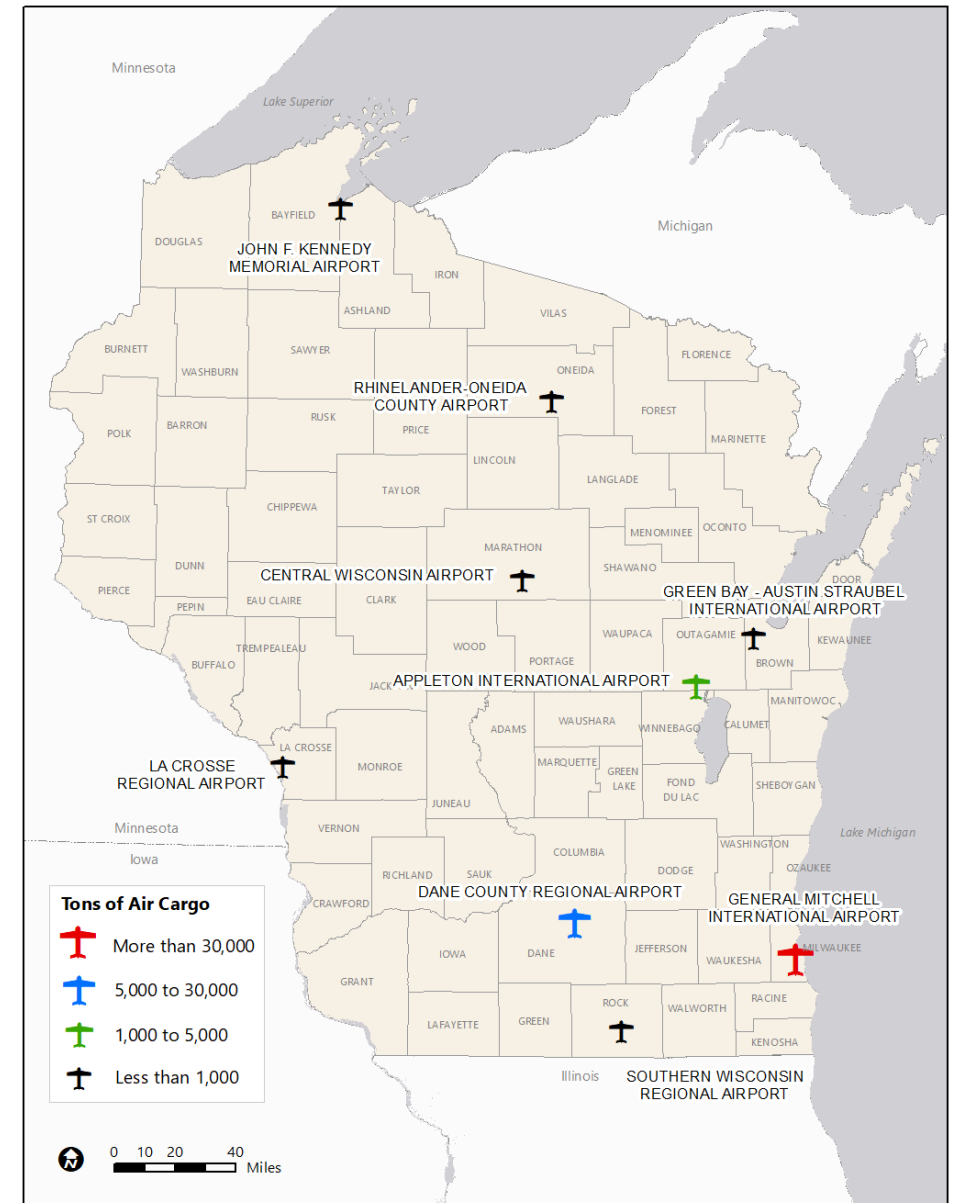 Minnesota
Lake Superior
Michigan
BAYFIELD
DOUGLAS
JOHN F. KENNEDY
MEMORIAL AIRPORT
IRON
ASHLAND
VILAS
BURNETT
WASHBURN
SAWYER
FLORENCE
ONEIDA
RHINELANDER-ONEIDA
COUNTY AIRPORT
FOREST
POLK
BARRON
RUSK
PRICE
MARINETTE
LINCOLN
LANGLADE
TAYLOR
CHIPPEWA
ST CROIX
MENOMINEE
OCONTO
MARATHON
SHAWANO
DUNN
CENTRAL WISCONSIN AIRPORT
DOOR
PIERCE
PEPIN
EAU CLAIRE
CLARK
GREEN BAY - AUSTIN STRAUBEL
INTERNATIONAL AIRPORT
WAUPACA
OUTAGAMIE
KEWAUNEE
TREMPEALEAU
WOOD
PORTAGE
BROWN
BUFFALO
JACK
APPLETON INTERNATIONAL AIRPORT
MANITOWOC
ADAMS
WAUSHARA
WINNEBAGO
CALUMET
LA CROSSE
LA CROSSE
REGIONAL AIRPORT
MONROE
MARQUETTE
GREEN
LAKE
FOND
DU LAC
SHEBOYGAN
JUNEAU
Minnesota
VERNON
Lake Michigan
Iowa
COLUMBIA
WASHINGTON
OZAUKEE
RICHLAND
SAUK
DODGE
DANE COUNTY REGIONAL AIRPORT
GENERAL MITCHELL
INTERNATIONAL AIRPORT
CRAWFORD
IOWA
DANE
JEFFERSON
WAUKESHA
MILWAUKEE
GRANT
ROCK
WALWORTH
RACINE
LAFAYETTE
GREEN
KENOSHA
Illinois
SOUTHERN WISCONSIN
REGIONAL AIRPORT
Tons of Air Cargo
More than 30,000
5,000 to 30,000
1,000 to 5,000
Less than 1,000
N
0 10 20 40
Miles